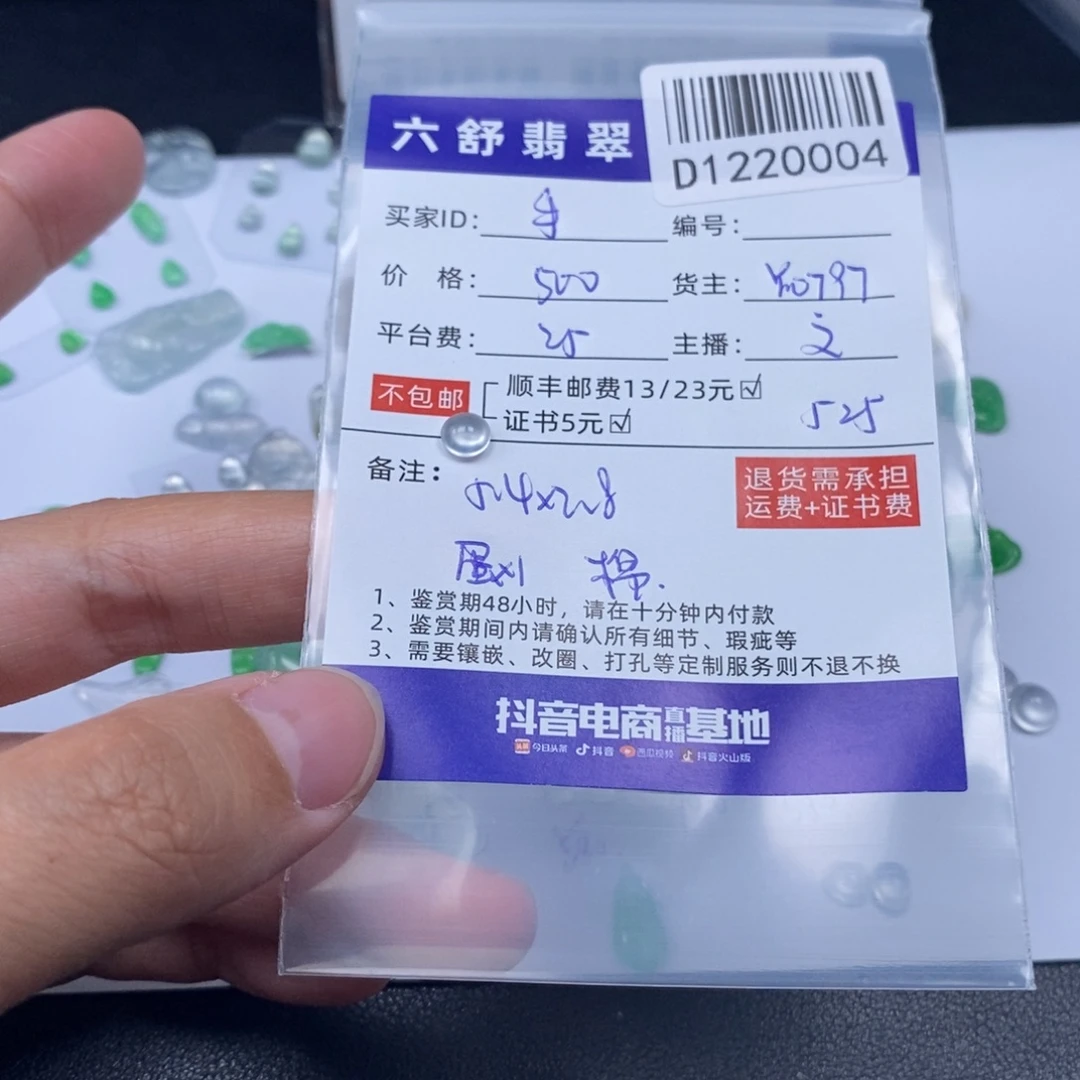 六舒翡翠
D1220004
买家ID： 编号：
价 格： 500 货主： Y-0797
平台费： 25 主播： 文
不包邮 顺丰邮费13/23元☑
证书5元☑ 525
备注： 5.4x2.8
退货需承担
运费+证书费
棉.
1、鉴赏期48小时，请在十分钟内付款
2、鉴赏期间内请确认所有细节、瑕疵等
3、需要镶嵌、改圈、打孔等定制服务则不退不换
抖音电商直播基地
今日头条 抖音 西瓜视频 抖音火山版